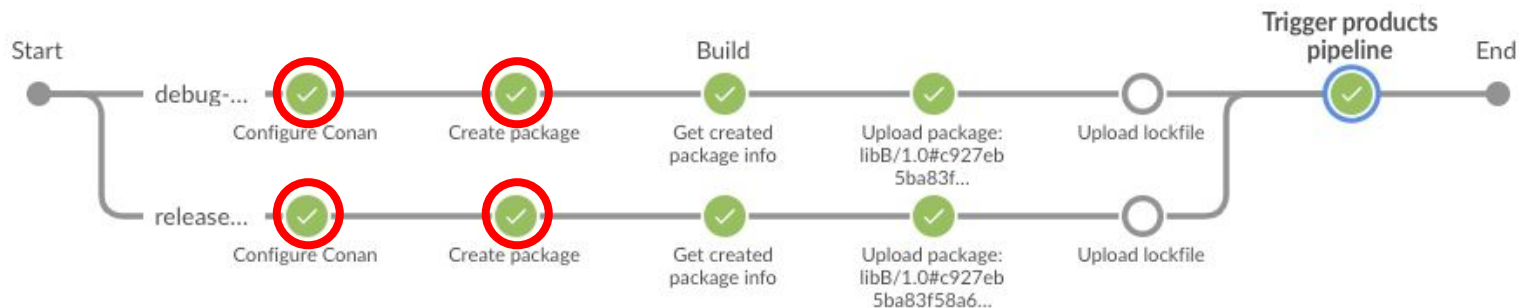 Trigger products
pipeline
Start
Build
End
debug-...
Configure Conan
Create package
Get created
package info
Upload package:
libB/1.0#c927eb
5ba83f...
Upload lockfile
release...
Configure Conan
Create package
Get created
package info
Upload package:
libB/1.0#c927eb
5ba83f58a6...
Upload lockfile